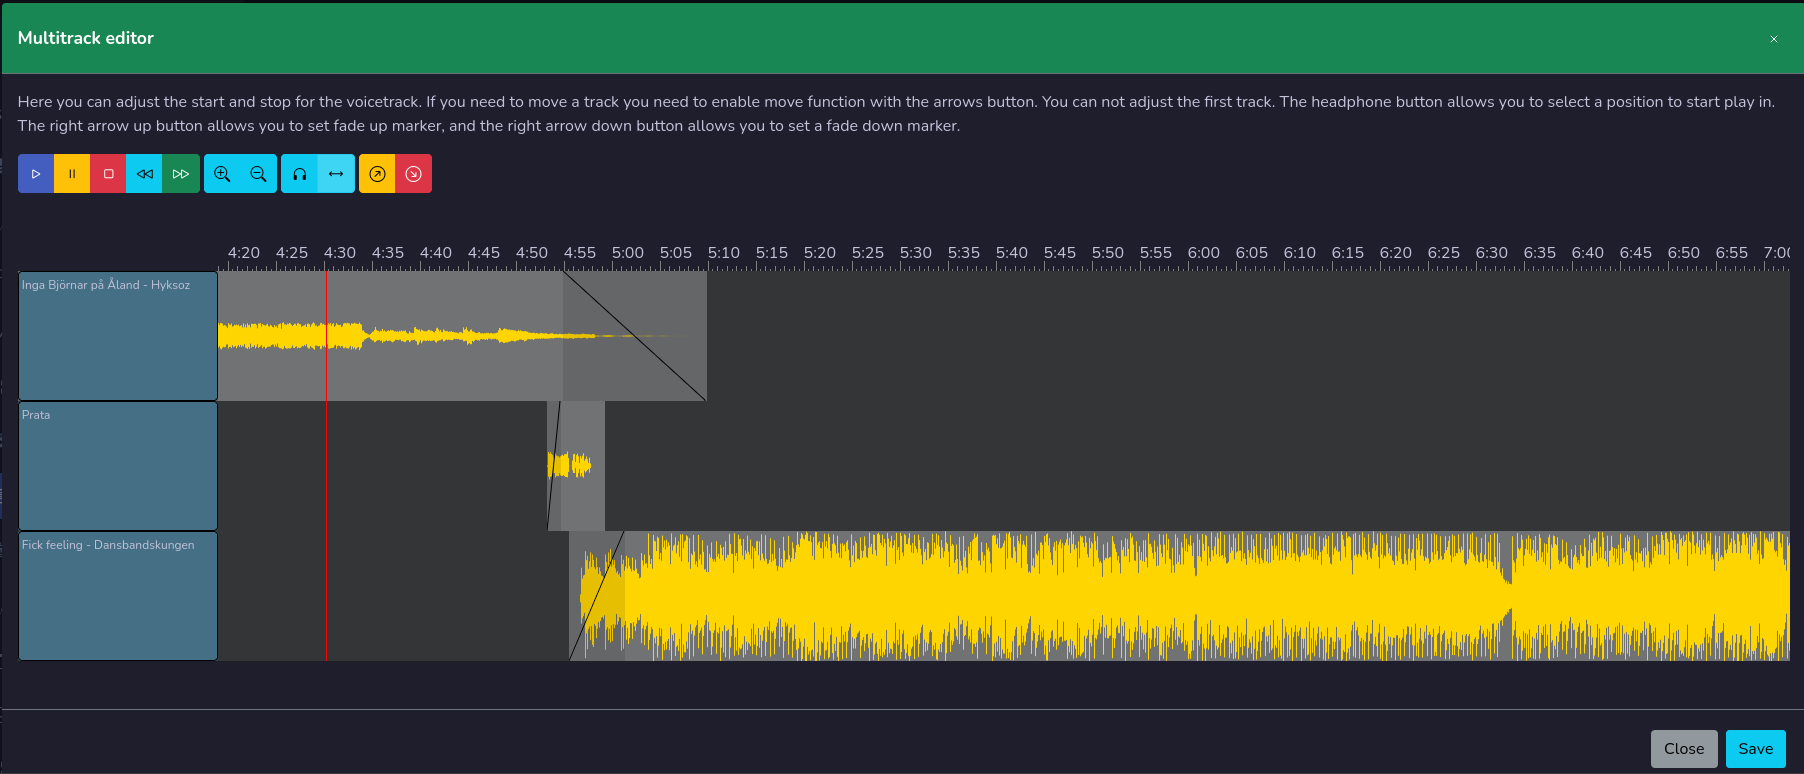 Multitrack editor
Here you can adjust the start and stop for the voicetrack. If you need to move a track you need to enable move function with the arrows button. You can not adjust the first track. The headphone button allows you to select a position to start play in.
The right arrow up button allows you to set fade up marker, and the right arrow down button allows you to set a fade down marker.
4:20 4:25 4:30 4:35 4:40 4:45 4:50 4:55 5:00 5:05 5:10 5:15 5:20 5:25 5:30 5:35 5:40 5:45 5:50 5:55 6:00 6:05 6:10 6:15 6:20 6:25 6:30 6:35 6:40 6:45 6:50 6:55 7:00
Inga Björnar på Åland - Hyksoz
Prata
Fick feeling - Dansbandskungen
Close Save